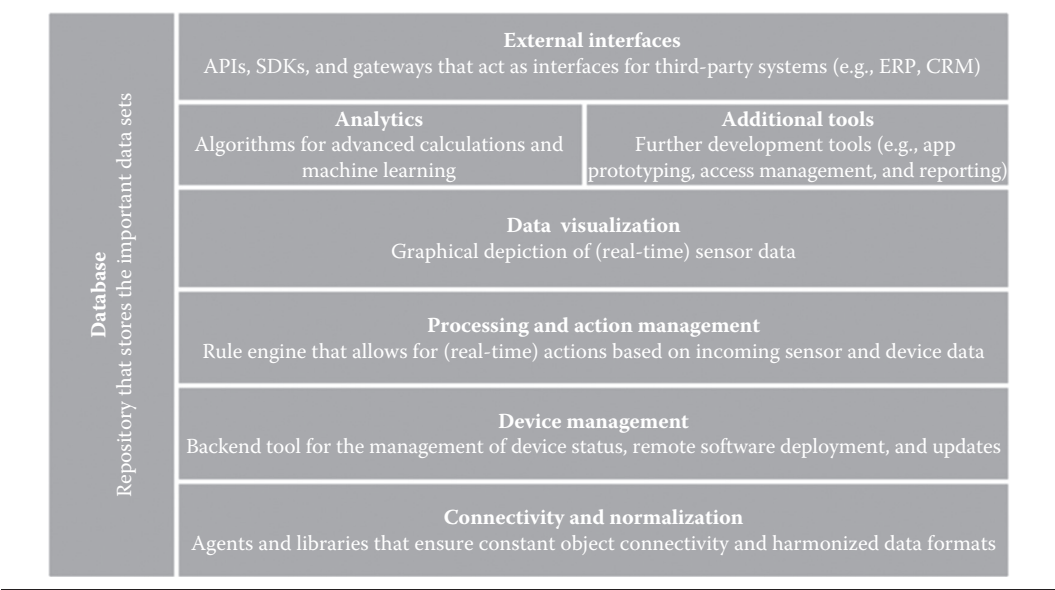 Database
Repository that stores the important data sets
External interfaces
APIs, SDKs, and gateways that act as interfaces for third-party systems (e.g., ERP, CRM)
Analytics
Algorithms for advanced calculations and
machine learning
Additional tools
Further development tools (e.g., app
prototyping, access management, and reporting)
Data visualization
Graphical depiction of (real-time) sensor data
Processing and action management
Rule engine that allows for (real-time) actions based on incoming sensor and device data
Device management
Backend tool for the management of device status, remote software deployment, and updates
Connectivity and normalization
Agents and libraries that ensure constant object connectivity and harmonized data formats